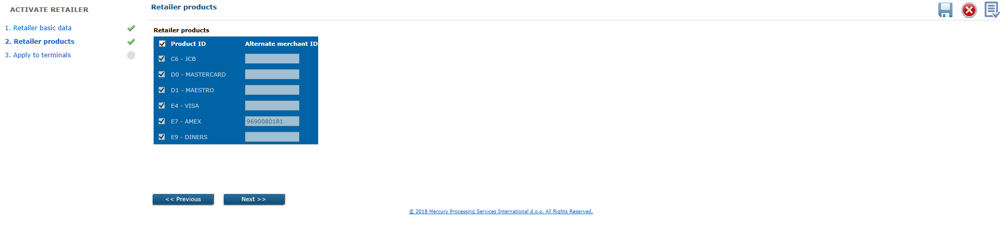 ACTIVATE RETAILER
1. Retailer basic data
2. Retailer products
3. Apply to terminals
Retailer products
Retailer products
Product ID Alternate merchant ID
C6 - JCB
D0 - MASTERCARD
D1 - MAESTRO
E4 - VISA
E7 - AMEX 9690080181
E9 - DINERS
<< Previous Next >>
© 2018 Mercury Processing Services International d.o.o. All Rights Reserved.